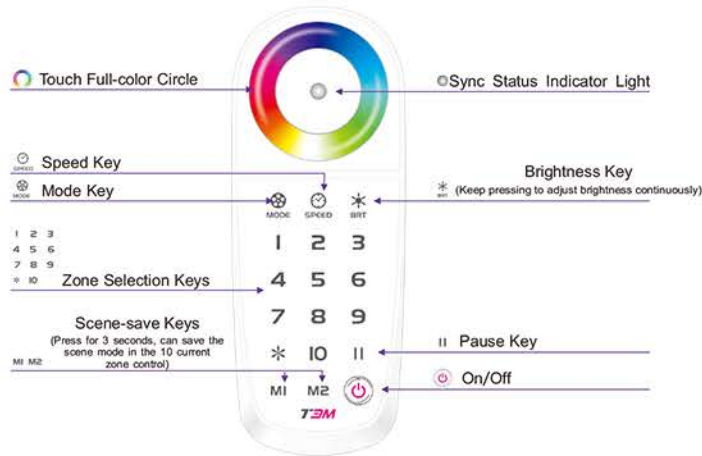 Touch Full-color Circle
Sync Status Indicator Light
SPEED Speed Key
MODE Mode Key
Brightness Key
BRT (Keep pressing to adjust brightness continuously)
MODE SPEED BRT
1 2 3
4 5 6
7 8 9
* 10
Zone Selection Keys
1 2 3
4 5 6
7 8 9
* 10 II
Scene-save Keys
(Press for 3 seconds, can save the
scene mode in the 10 current
zone control)
M1 M2
II Pause Key
On/Off
M1 M2
T3M